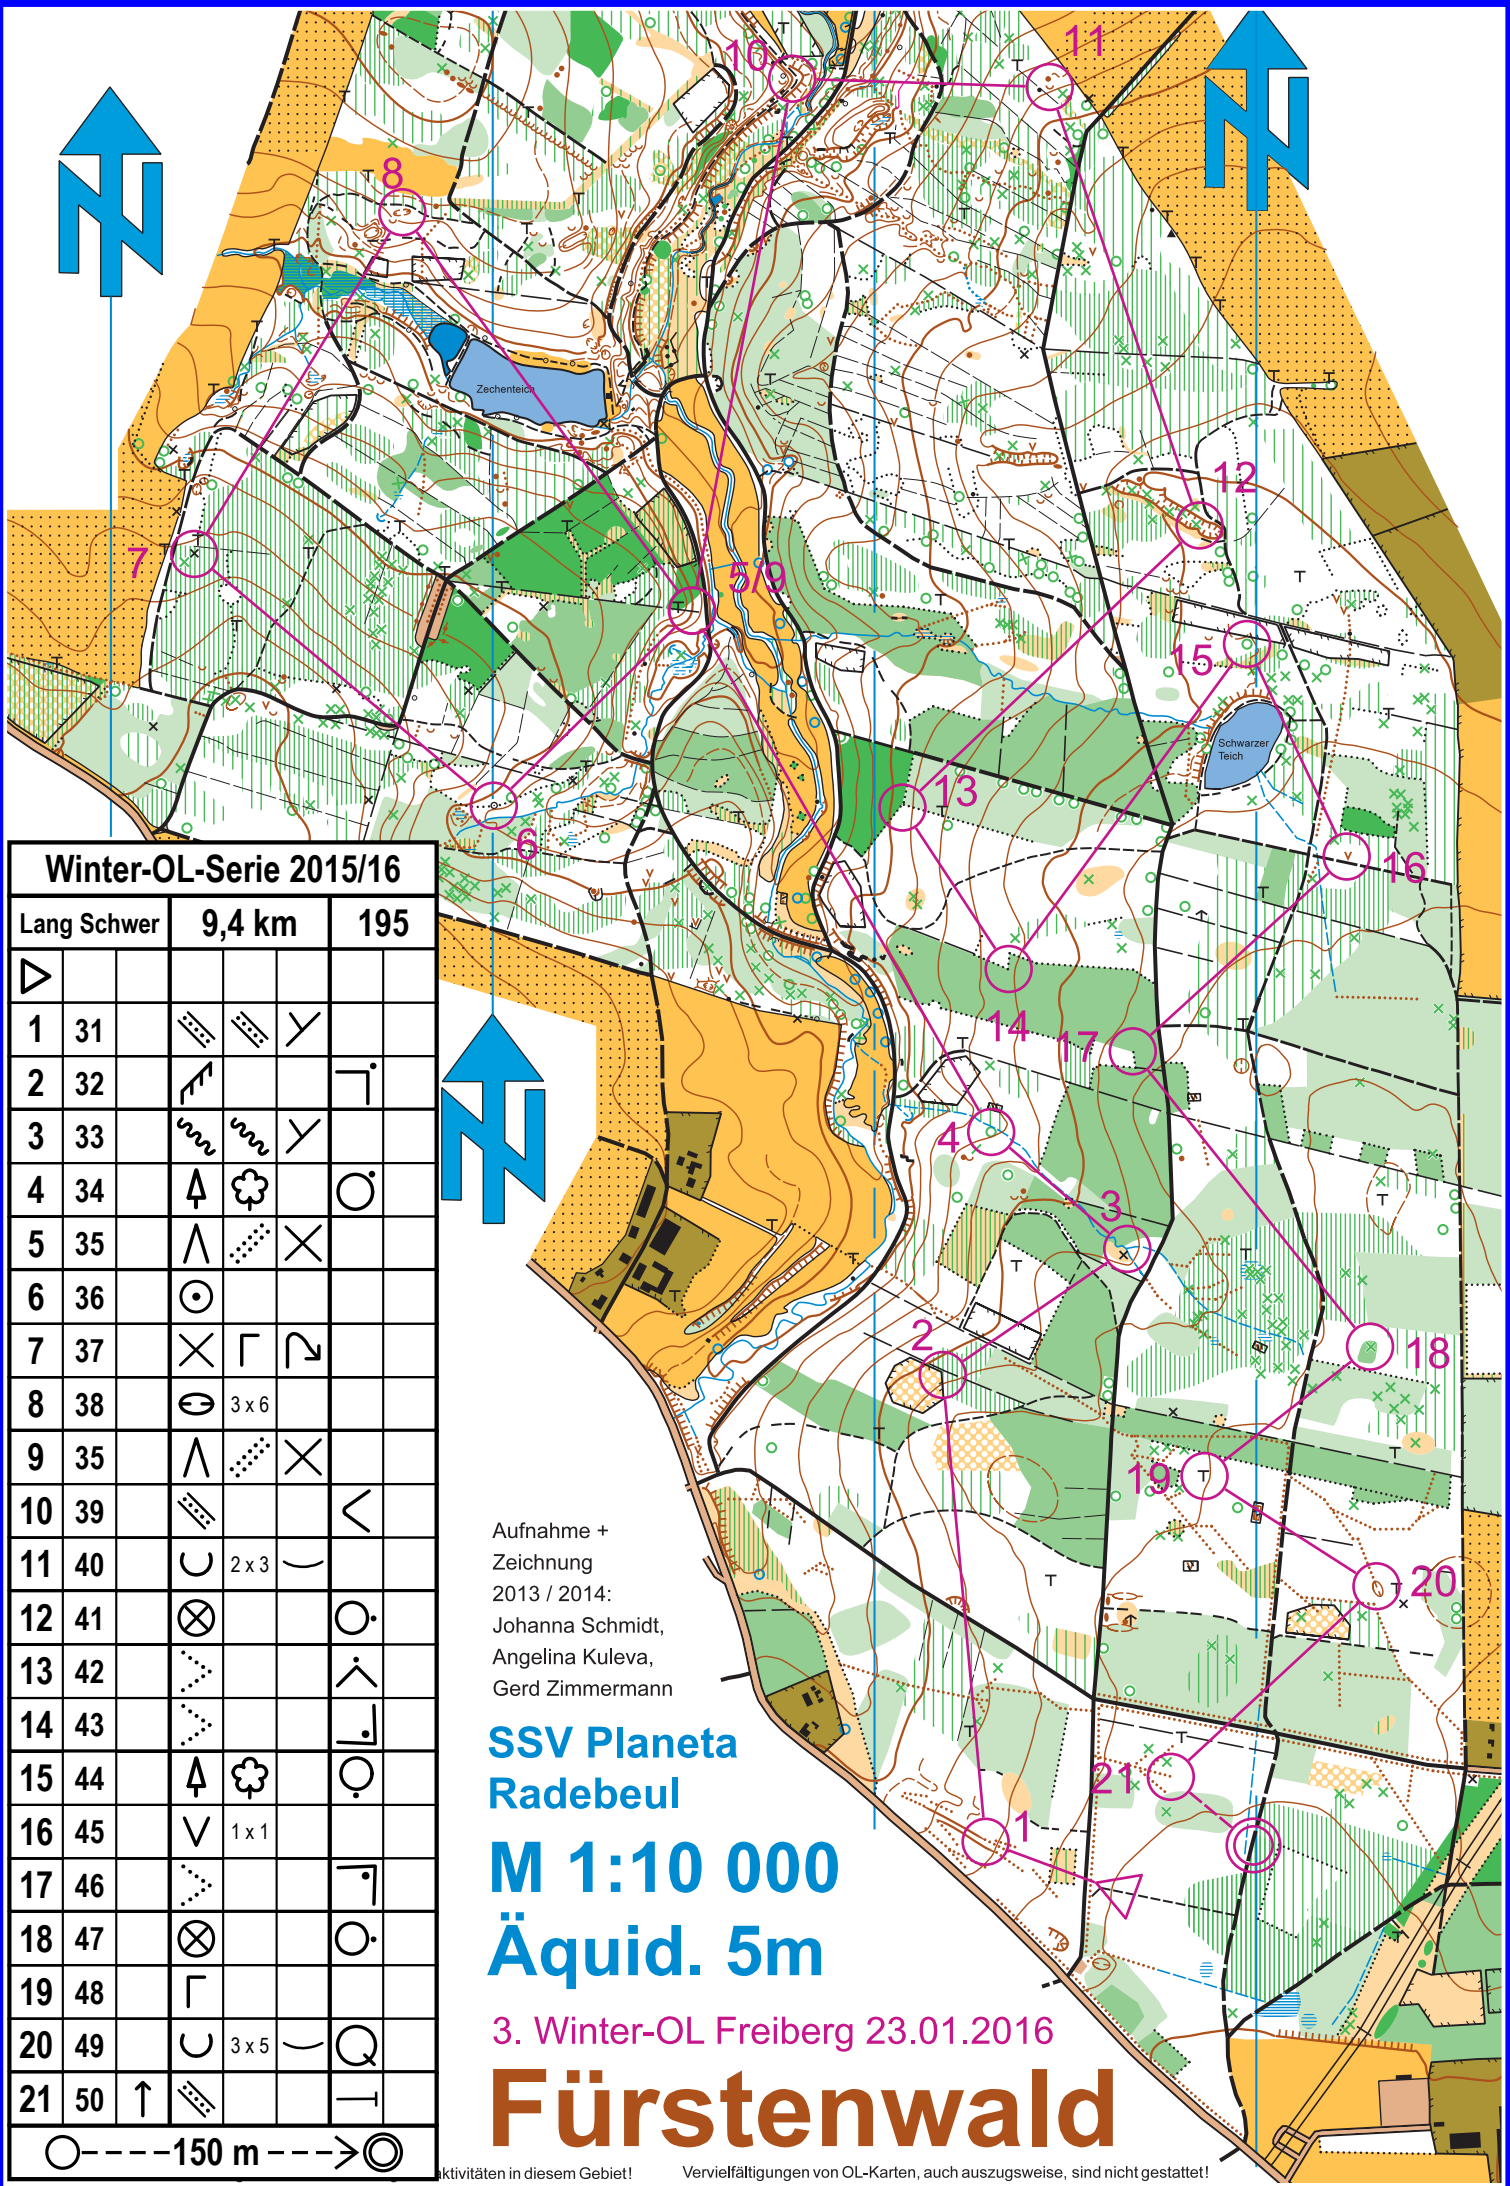 10
11
8
Zechenteich
12
7
5/9
15
Schwarzer
Teich
13
6
16
14
17
4
3
2
18
19
20
21
1
Winter-OL-Serie 2015/16
Lang Schwer 9,4 km 195
1 31
2 32
3 33
4 34
5 35
6 36
7 37
8 38 3 x 6
9 35
10 39
11 40 2 x 3
12 41
13 42
14 43
15 44
16 45 1 x 1
17 46
18 47
19 48
20 49 3 x 5
21 50
150 m
Aufnahme +
Zeichnung
2013 / 2014:
Johanna Schmidt,
Angelina Kuleva,
Gerd Zimmermann
SSV Planeta
Radebeul
M 1:10 000
Äquid. 5m
3. Winter-OL Freiberg 23.01.2016
Fürstenwald
aktivitäten in diesem Gebiet! Vervielfältigungen von OL-Karten, auch auszugsweise, sind nicht gestattet!